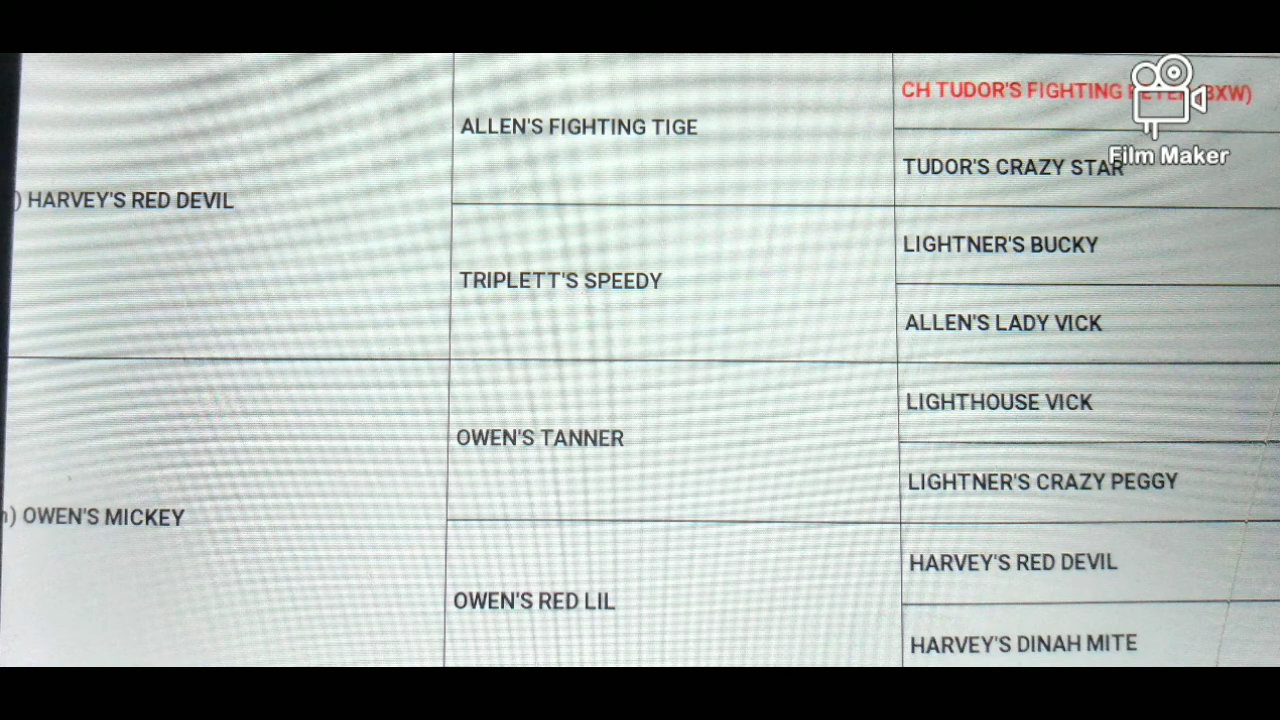 CH TUDOR'S FIGHTING
ALLEN'S FIGHTING TIGE
Film Maker
TUDOR'S CRAZY STAR
) HARVEY'S RED DEVIL
LIGHTNER'S BUCKY
TRIPLETT'S SPEEDY
ALLEN'S LADY VICK
LIGHTHOUSE VICK
OWEN'S TANNER
LIGHTNER'S CRAZY PEGGY
) OWEN'S MICKEY
HARVEY'S RED DEVIL
OWEN'S RED LIL
HARVEY'S DINAH MITE